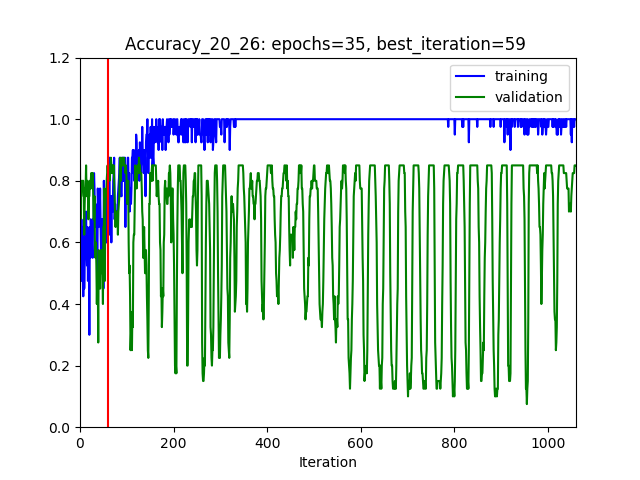 Accuracy_20_26: epochs=35, best_iteration=59
training
validation
1.2
1.0
0.8
0.6
0.4
0.2
0.0
0 200 400 600 800 1000
Iteration